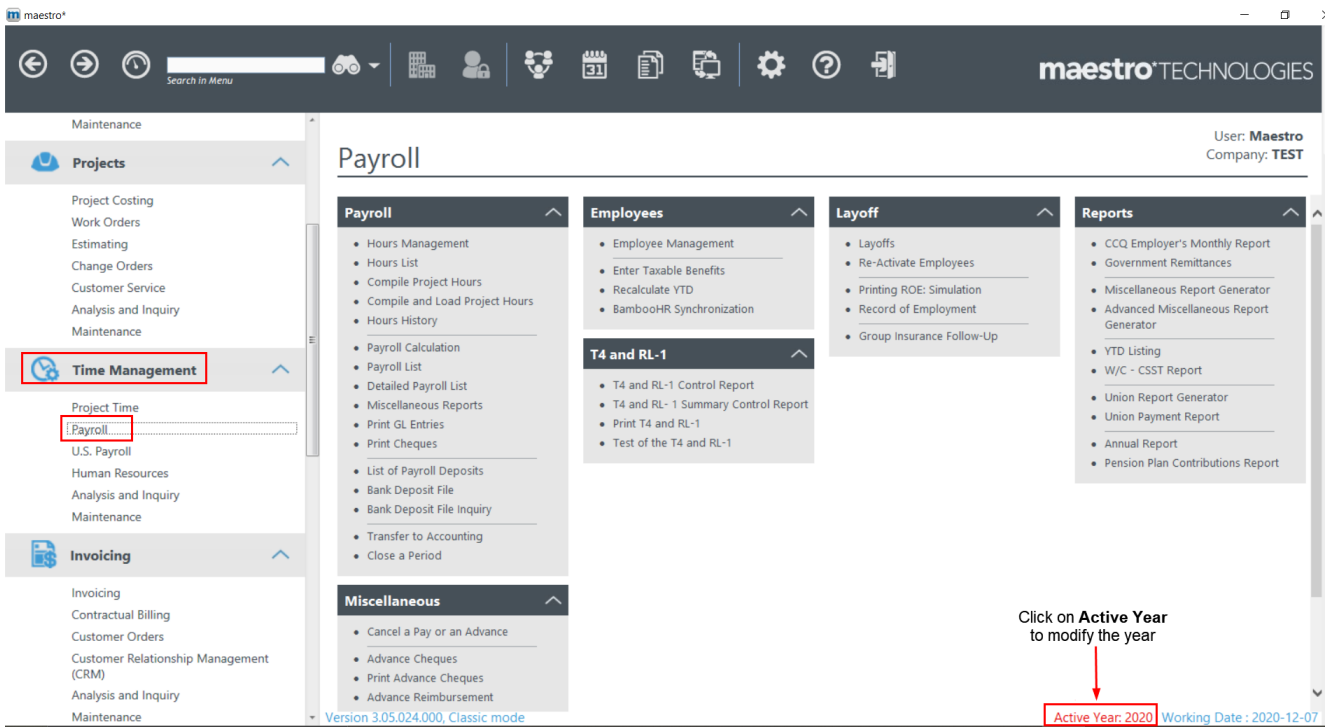 maestro*
Search in Menu
31
maestro*TECHNOLOGIES
Maintenance
Projects
Project Costing
Work Orders
Estimating
Change Orders
Customer Service
Analysis and Inquiry
Maintenance
Time Management
Project Time
Payroll
U.S. Payroll
Human Resources
Analysis and Inquiry
Maintenance
Invoicing
Invoicing
Contractual Billing
Customer Orders
Customer Relationship Management
(CRM)
Analysis and Inquiry
Maintenance
Payroll
User: Maestro
Company: TEST
Payroll
• Hours Management
• Hours List
• Compile Project Hours
• Compile and Load Project Hours
• Hours History
• Payroll Calculation
• Payroll List
• Detailed Payroll List
• Miscellaneous Reports
• Print GL Entries
• Print Cheques
• List of Payroll Deposits
• Bank Deposit File
• Bank Deposit File Inquiry
• Transfer to Accounting
• Close a Period
Miscellaneous
• Cancel a Pay or an Advance
• Advance Cheques
• Print Advance Cheques
• Advance Reimbursement
Employees
• Employee Management
• Enter Taxable Benefits
• Recalculate YTD
• BambooHR Synchronization
T4 and RL-1
• T4 and RL-1 Control Report
• T4 and RL- 1 Summary Control Report
• Print T4 and RL-1
• Test of the T4 and RL-1
Layoff
• Layoffs
• Re-Activate Employees
• Printing ROE: Simulation
• Record of Employment
• Group Insurance Follow-Up
Reports
• CCQ Employer's Monthly Report
• Government Remittances
• Miscellaneous Report Generator
• Advanced Miscellaneous Report
Generator
• YTD Listing
• W/C - CSST Report
• Union Report Generator
• Union Payment Report
• Annual Report
• Pension Plan Contributions Report
Click on Active Year
to modify the year
Version 3.05.024.000, Classic mode
Active Year: 2020
Working Date : 2020-12-07